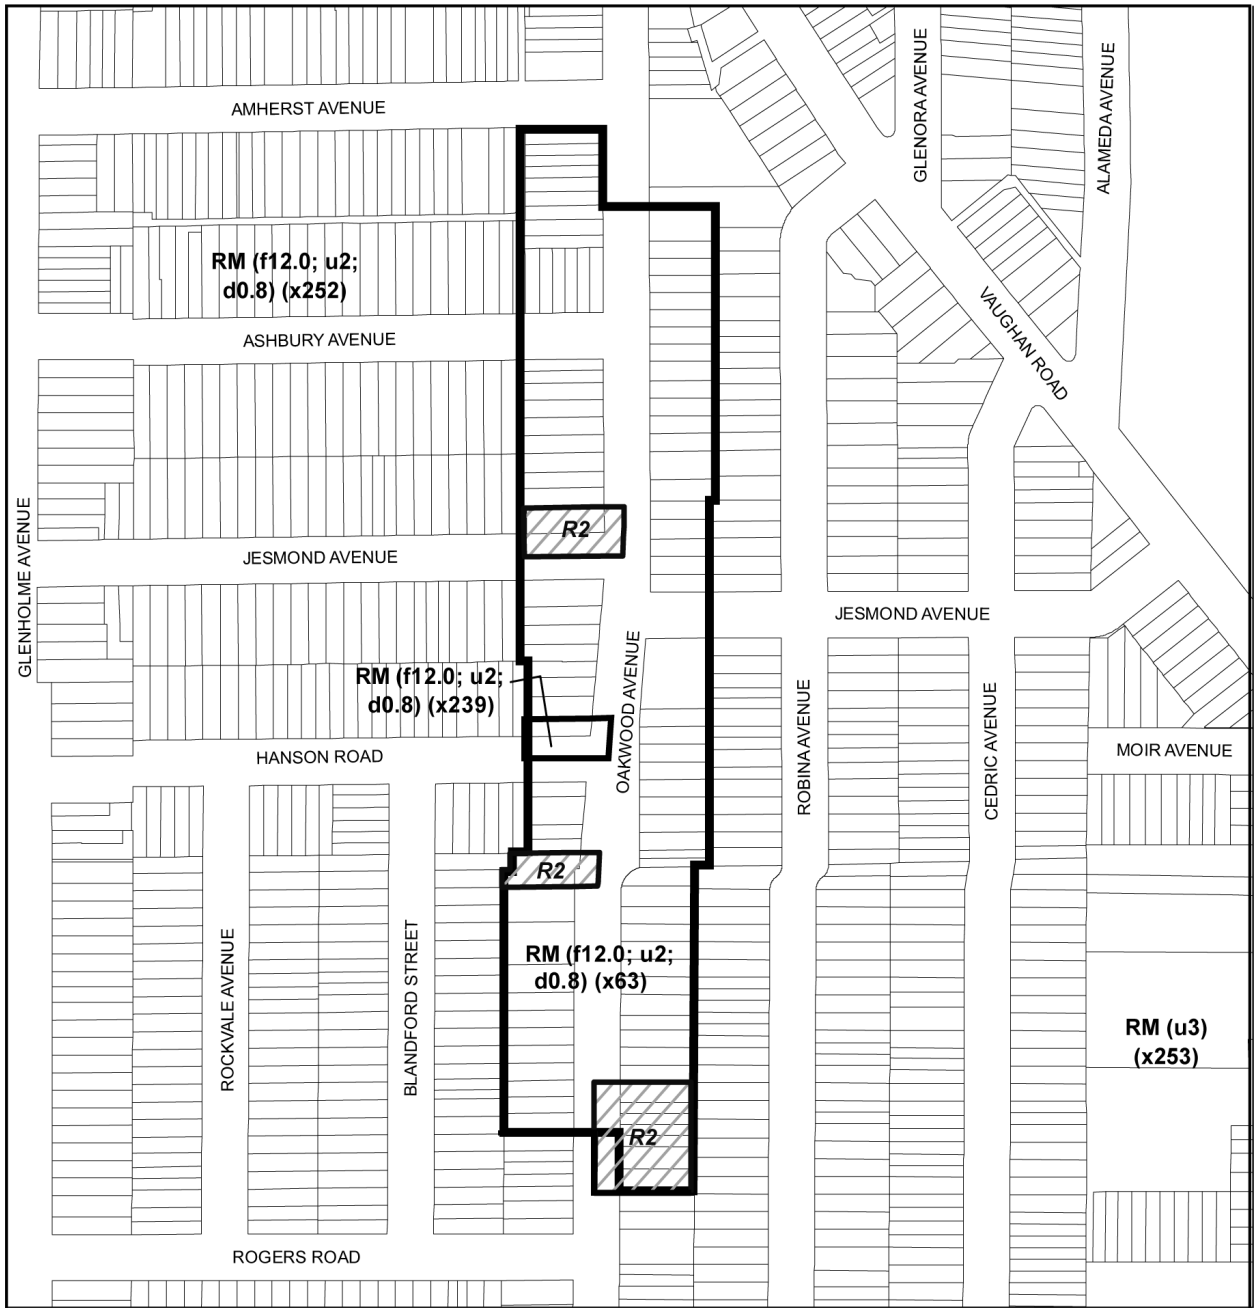 AMHERST AVENUE
GLENORA AVENUE
ALAMEDA AVENUE
RM (f12.0; u2;
d0.8) (x252)
ASHBURY AVENUE
VAUGHAN ROAD
GLENHOLME AVENUE
R2
JESMOND AVENUE
JESMOND AVENUE
RM (f12.0; u2;
d0.8) (x239)
OAKWOOD AVENUE
ROBINA AVENUE
CEDRIC AVENUE
HANSON ROAD
MOIR AVENUE
R2
ROCKVALE AVENUE
BLANDFORD STREET
RM (f12.0; u2;
d0.8) (x63)
RM (u3)
(x253)
R2
ROGERS ROAD